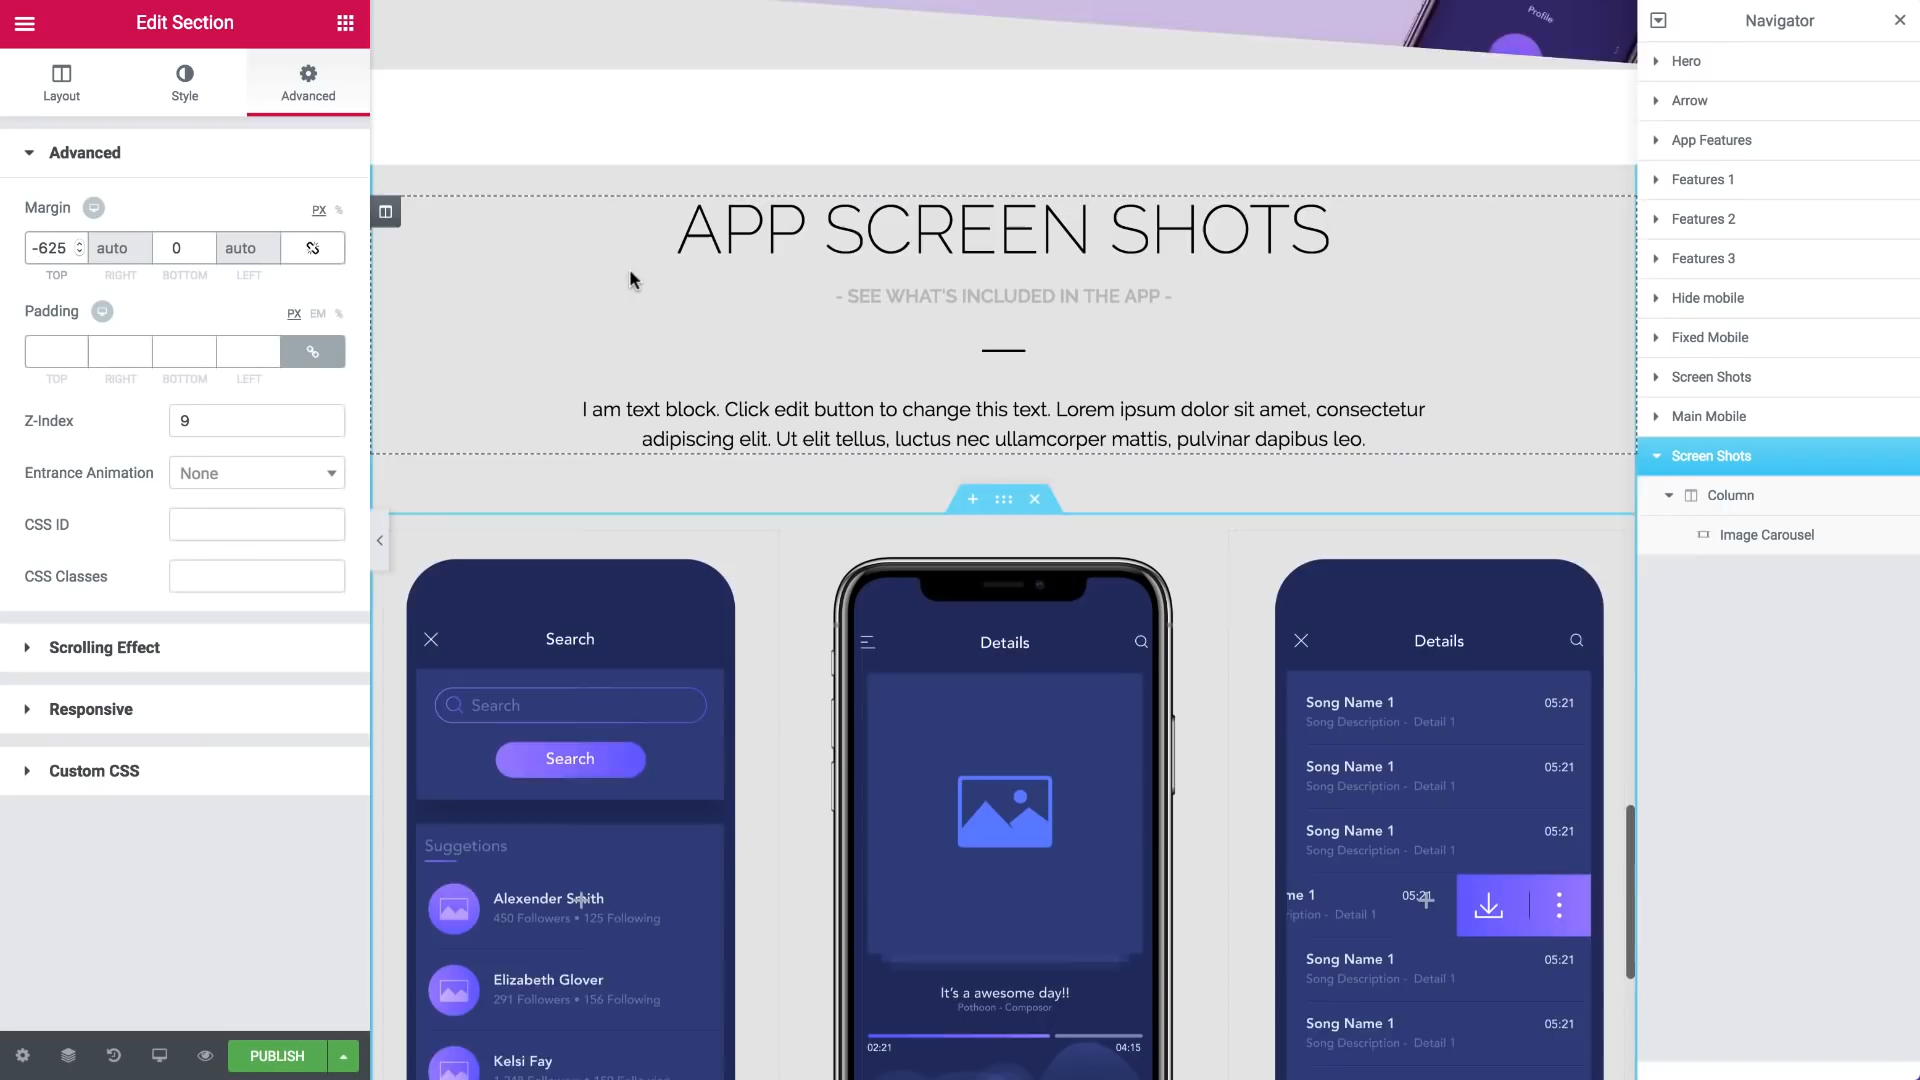 Edit Section
Layout
Style
Advanced
Advanced
Margin
PX %
-625
auto
0
auto
TOP
RIGHT
BOTTOM
LEFT
Padding
PX EM %
TOP
RIGHT
BOTTOM
LEFT
Z-Index
9
Entrance Animation
None
CSS ID
CSS Classes
Scrolling Effect
Responsive
Custom CSS
PUBLISH
Profile
APP SCREEN SHOTS
- SEE WHAT'S INCLUDED IN THE APP -
I am text block. Click edit button to change this text. Lorem ipsum dolor sit amet, consectetur
adipiscing elit. Ut elit tellus, luctus nec ullamcorper mattis, pulvinar dapibus leo.
Search
Search
Search
Suggetions
Alexender Smith
450 Followers • 125 Following
Elizabeth Glover
291 Followers • 156 Following
Kelsi Fay
Details
It's a awesome day!!
Pothoon - Composer
02:21
04:15
Details
Song Name 1
05:21
Song Description - Detail 1
Song Name 1
05:21
Song Description - Detail 1
Song Name 1
05:21
Song Description - Detail 1
me 1
05:21
ription - Detail 1
Song Name 1
05:21
Song Description - Detail 1
Song Name 1
05:21
Song Description - Detail 1
Navigator
Hero
Arrow
App Features
Features 1
Features 2
Features 3
Hide mobile
Fixed Mobile
Screen Shots
Main Mobile
Screen Shots
Column
Image Carousel